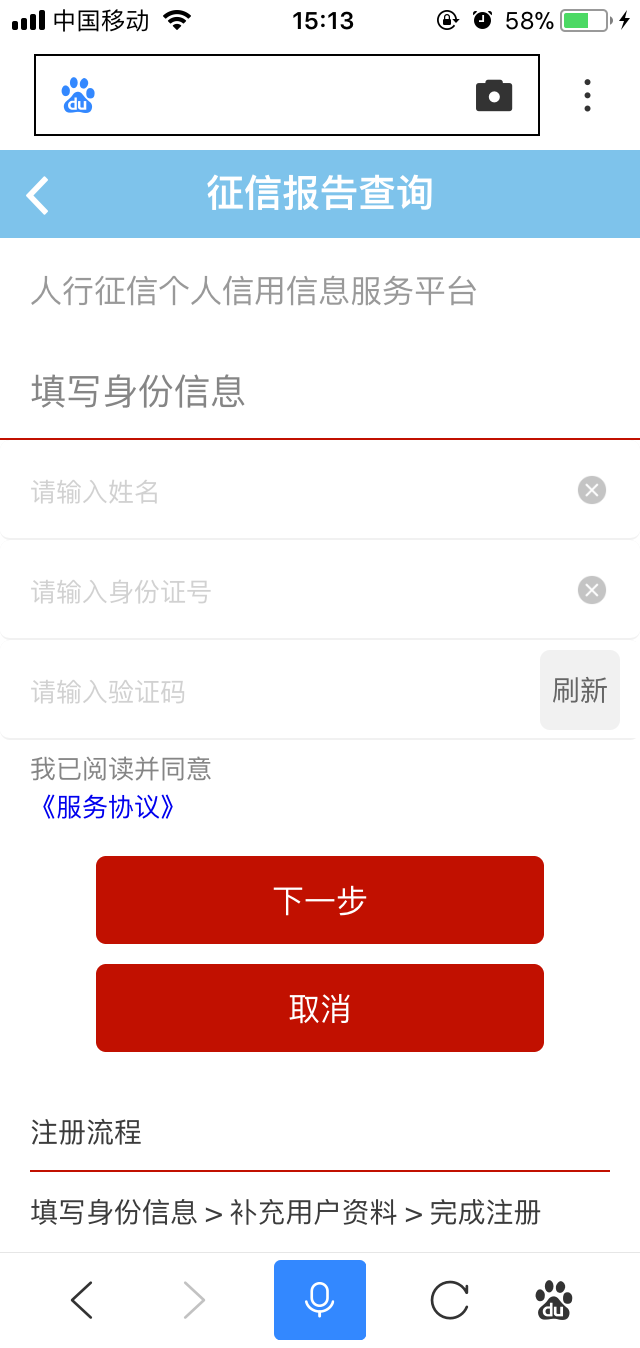 中国移动 15:13 58%
du
征信报告查询
人行征信个人信用信息服务平台
填写身份信息
请输入姓名
请输入身份证号
请输入验证码 刷新
我已阅读并同意
《服务协议》
下一步
取消
注册流程
填写身份信息 > 补充用户资料 > 完成注册
du